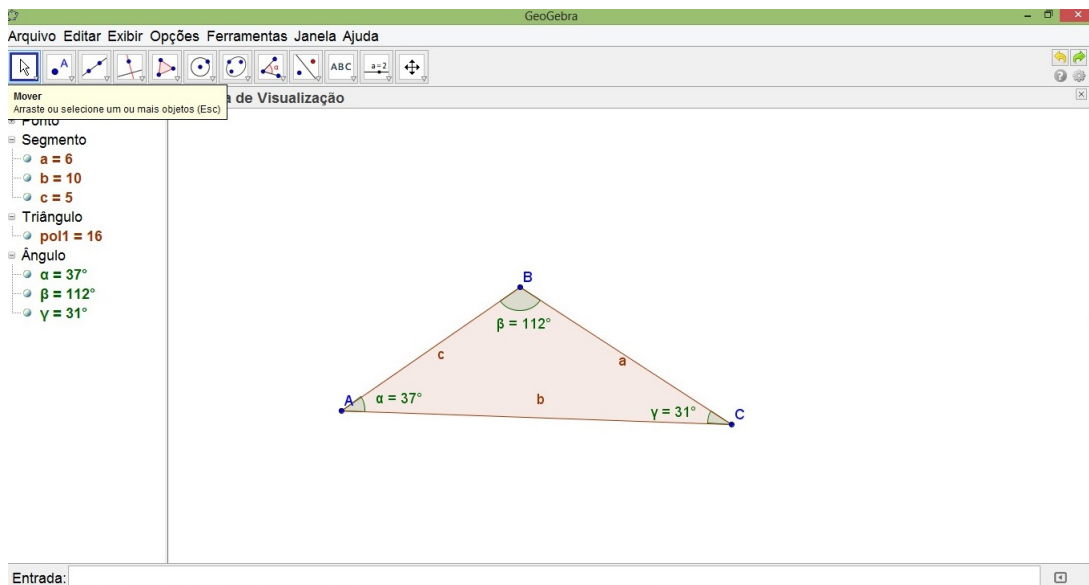 GeoGebra
Arquivo Editar Exibir Opções Ferramentas Janela Ajuda
A
α
ABC
a=2
Mover
Arraste ou selecione um ou mais objetos (Esc)
de Visualização
Ponto
Segmento
a = 6
b = 10
c = 5
Triângulo
pol1 = 16
Ângulo
α = 37°
β = 112°
γ = 31°
B
β = 112°
c
a
A
α = 37°
b
γ = 31°
C
Entrada: